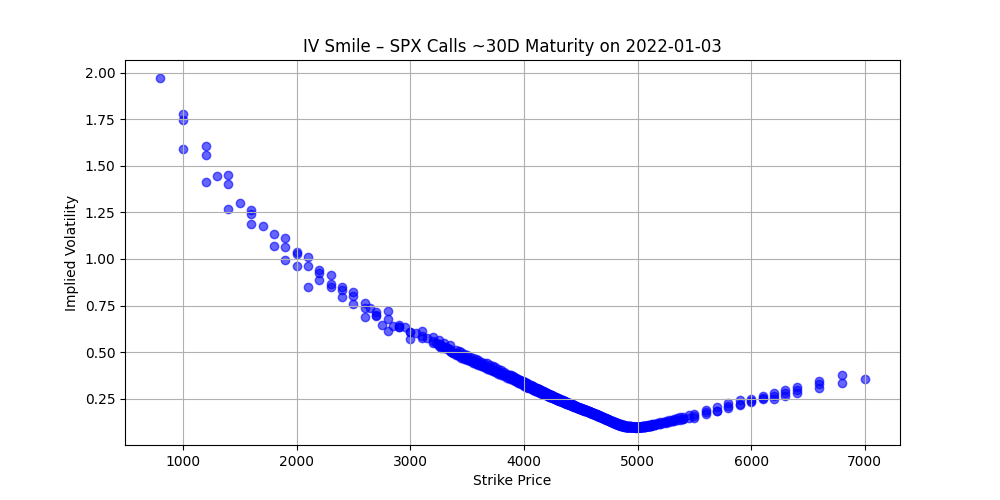 IV Smile – SPX Calls ~30D Maturity on 2022-01-03
Implied Volatility
2.00
1.75
1.50
1.25
1.00
0.75
0.50
0.25
1000 2000 3000 4000 5000 6000 7000
Strike Price